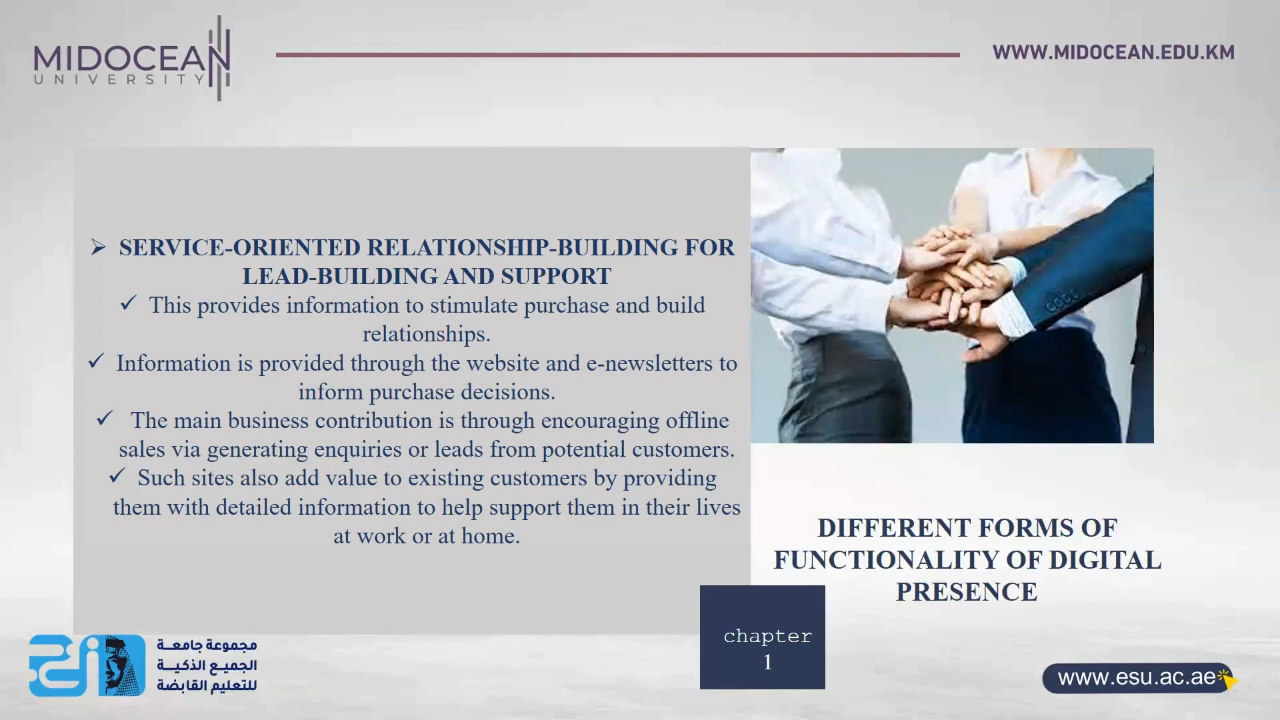 MIDOCEAN
UNIVERSITY
WWW.MIDOCEAN.EDU.KM
SERVICE-ORIENTED RELATIONSHIP-BUILDING FOR
LEAD-BUILDING AND SUPPORT
This provides information to stimulate purchase and build
relationships.
Information is provided through the website and e-newsletters to
inform purchase decisions.
The main business contribution is through encouraging offline
sales via generating enquiries or leads from potential customers.
Such sites also add value to existing customers by providing
them with detailed information to help support them in their lives
at work or at home.
DIFFERENT FORMS OF
FUNCTIONALITY OF DIGITAL
PRESENCE
chapter
1
مجموعة جامعة
الجميع الذكية
للتعليم القابضة
www.esu.ac.ae